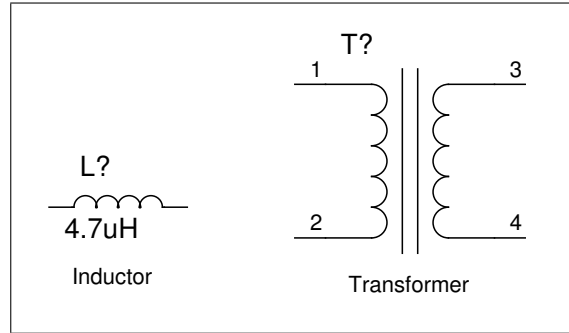 L?
4.7uH
Inductor
T?
1
3
2
4
Transformer